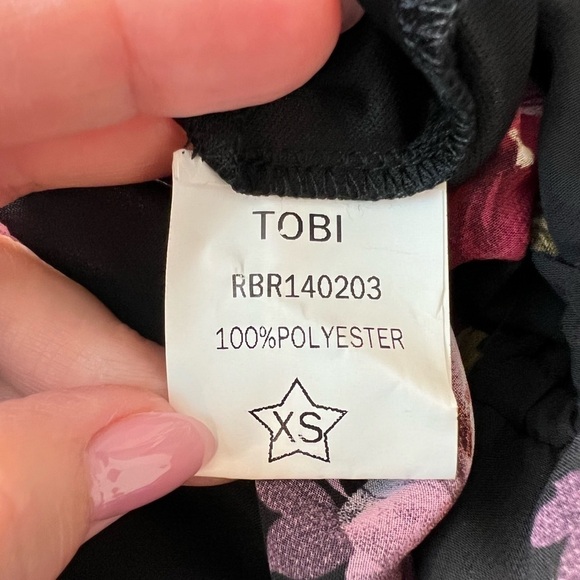 TOBI
RBR140203
100%POLYESTER
XS